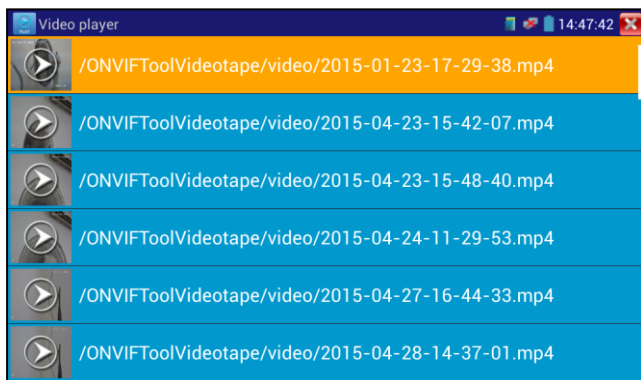 Video player
14:47:42
/ONVIFToolVideotape/video/2015-01-23-17-29-38.mp4
/ONVIFToolVideotape/video/2015-04-23-15-42-07.mp4
/ONVIFToolVideotape/video/2015-04-23-15-48-40.mp4
/ONVIFToolVideotape/video/2015-04-24-11-29-53.mp4
/ONVIFToolVideotape/video/2015-04-27-16-44-33.mp4
/ONVIFToolVideotape/video/2015-04-28-14-37-01.mp4